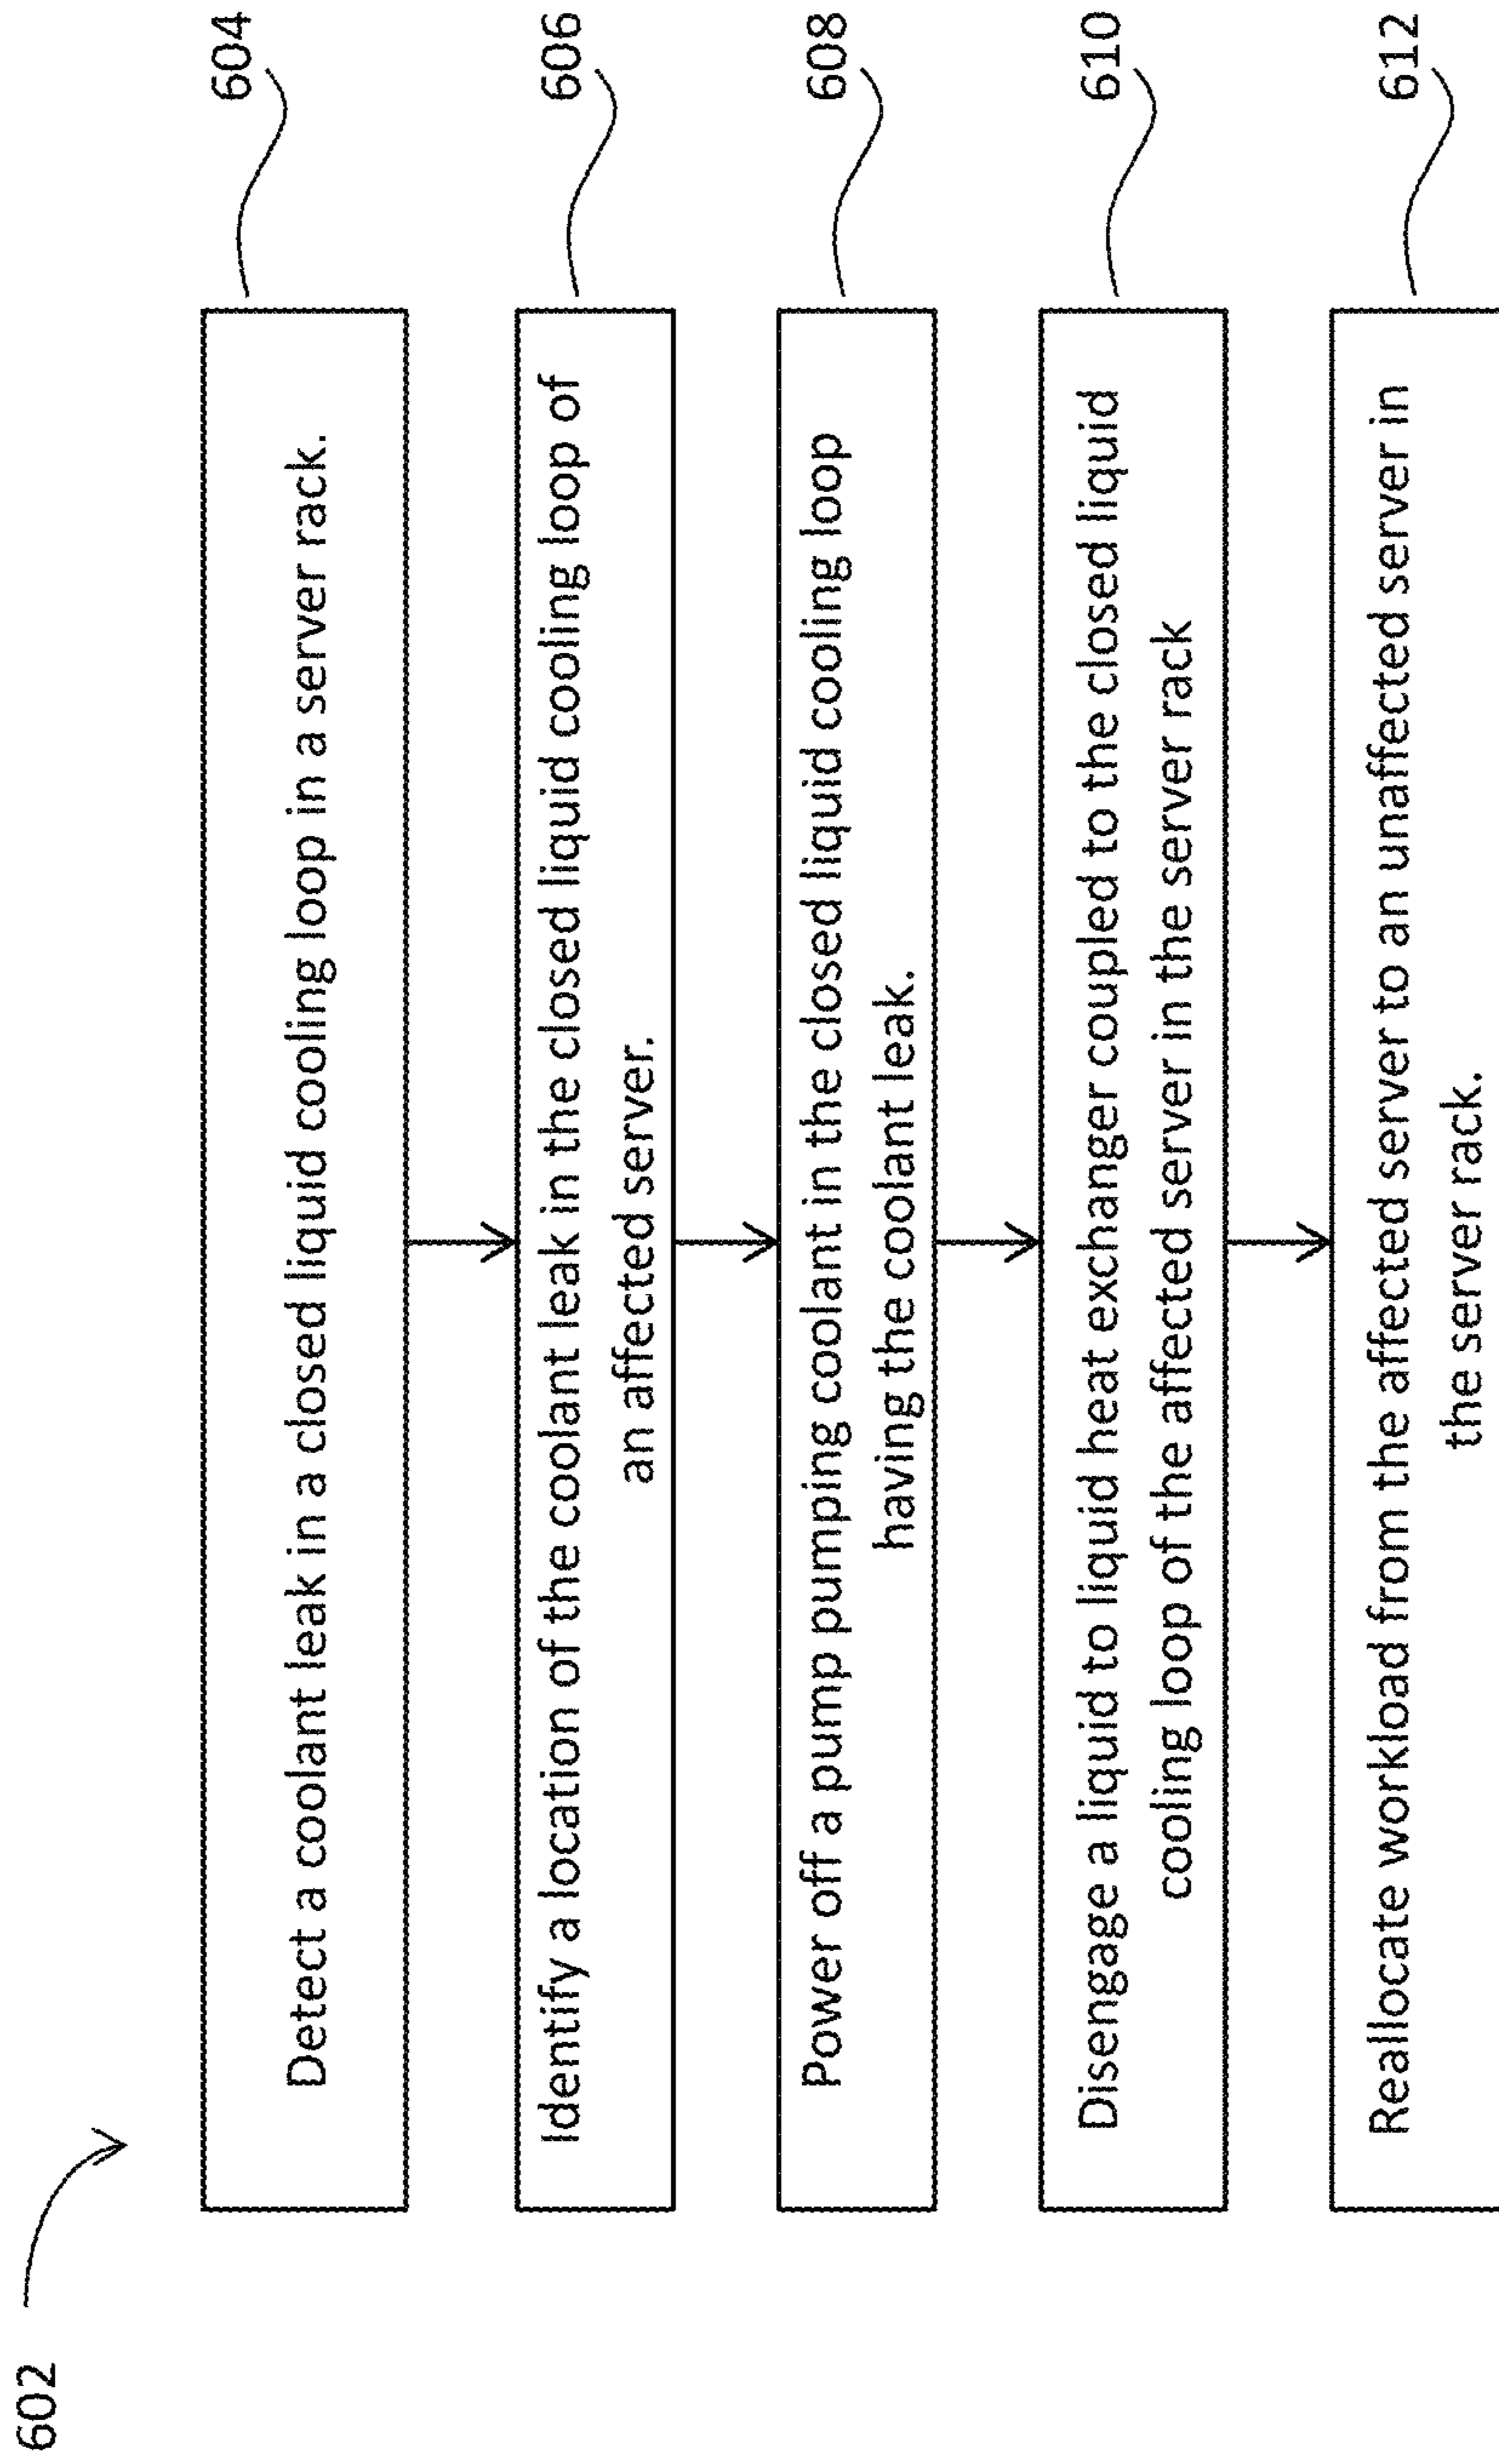 602
Detect a coolant leak in a closed liquid cooling loop in a server rack.
604
Identify a location of the coolant leak in the closed liquid cooling loop of
an affected server.
606
Power off a pump pumping coolant in the closed liquid cooling loop
having the coolant leak.
608
Disengage a liquid to liquid heat exchanger coupled to the closed liquid
cooling loop of the affected server in the server rack
610
Reallocate workload from the affected server to an unaffected server in
the server rack.
612